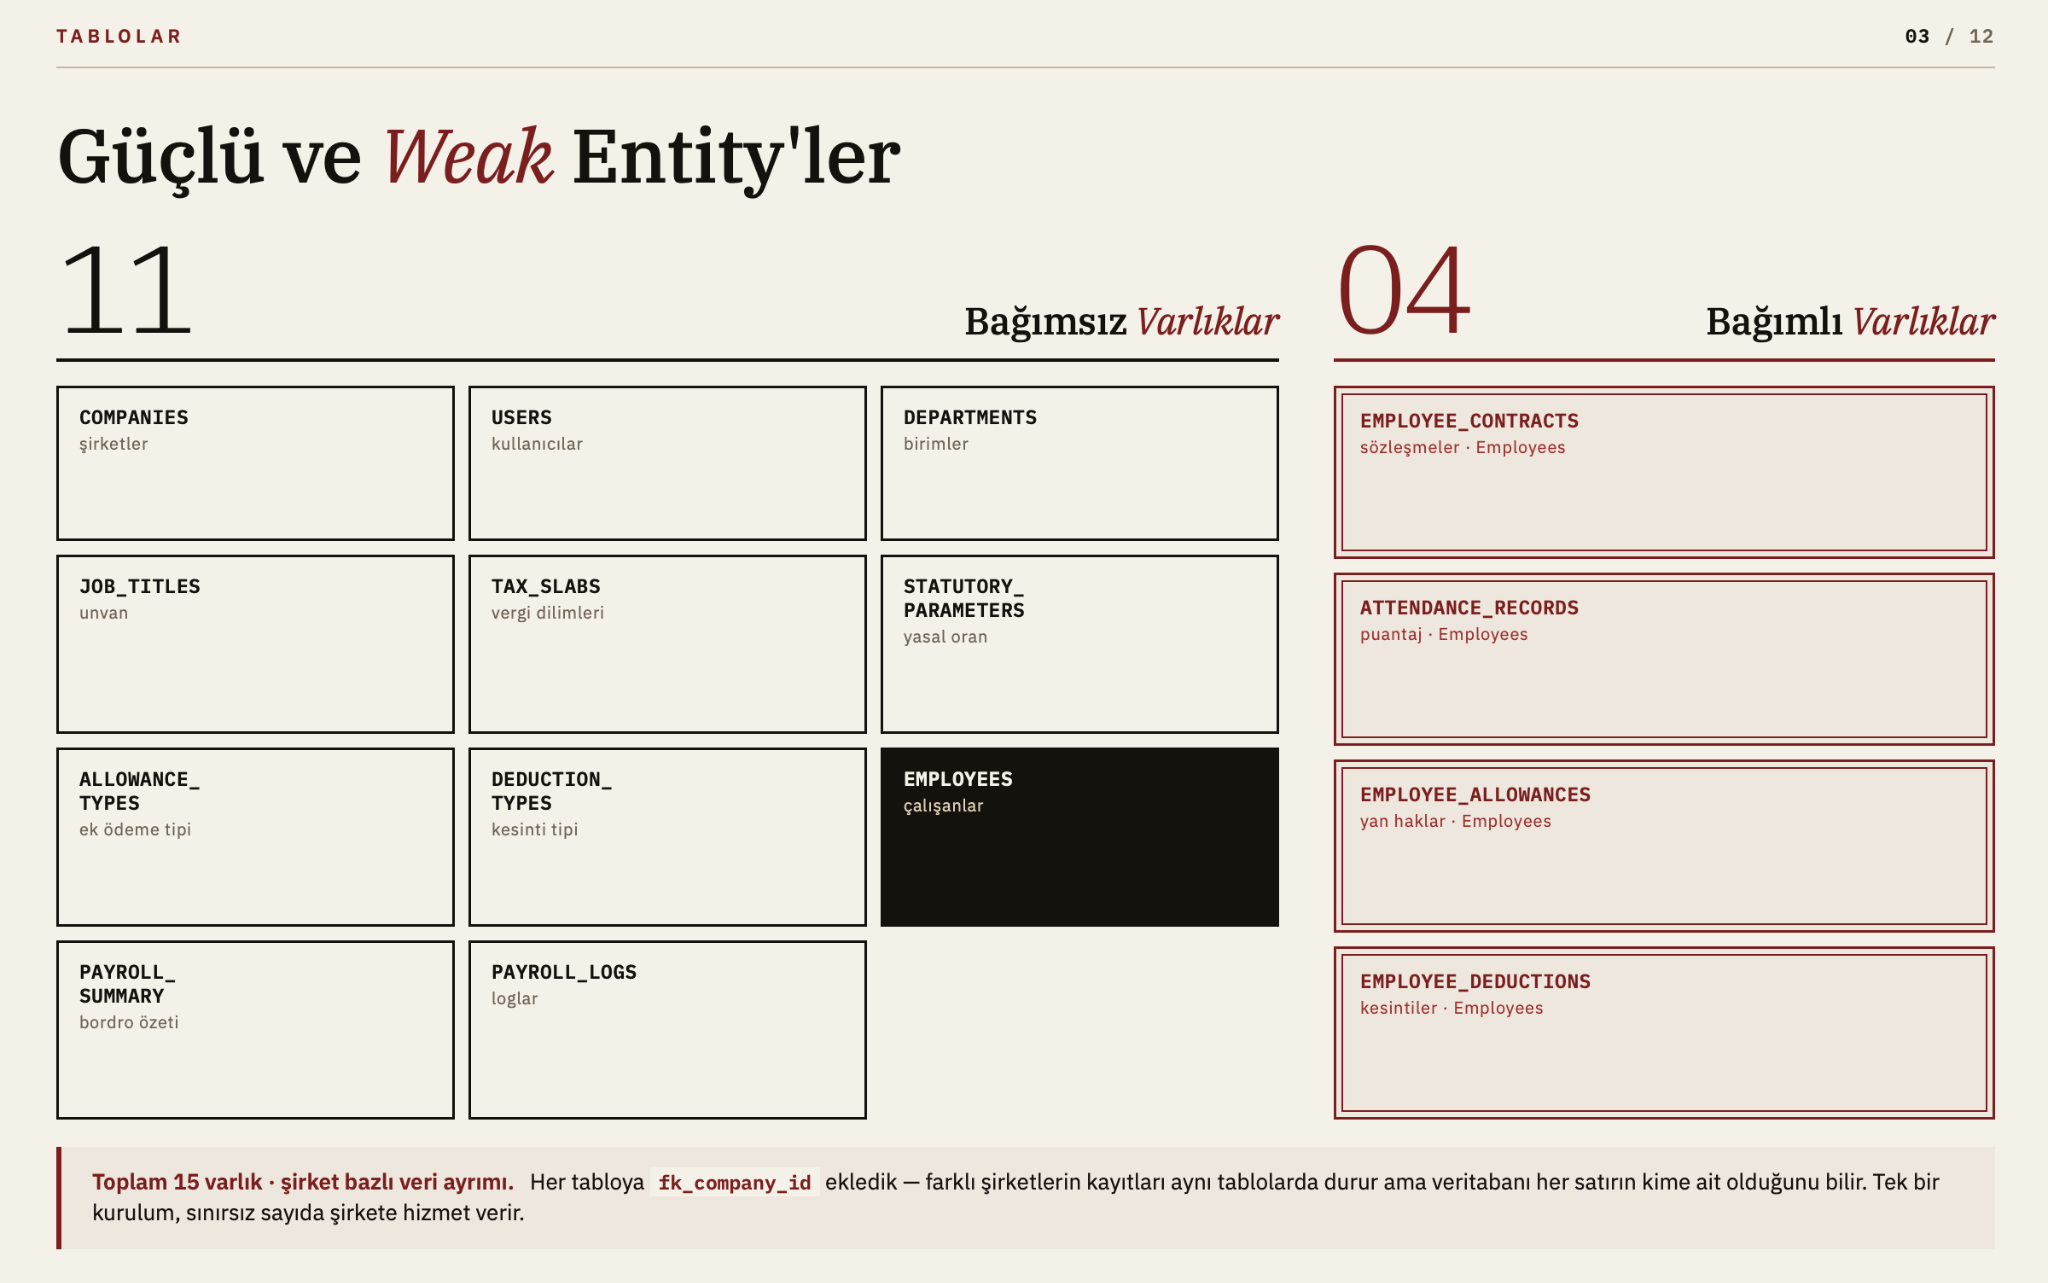 TABLOLAR
03 / 12
Güçlü ve Weak Entity'ler
11
Bağımsız Varlıklar
COMPANIES
şirketler
USERS
kullanıcılar
DEPARTMENTS
birimler
JOB_TITLES
unvan
TAX_SLABS
vergi dilimleri
STATUTORY_
PARAMETERS
yasal oran
ALLOWANCE_
TYPES
ek ödeme tipi
DEDUCTION_
TYPES
kesinti tipi
EMPLOYEES
çalışanlar
PAYROLL_
SUMMARY
bordro özeti
PAYROLL_LOGS
loglar
04
Bağımlı Varlıklar
EMPLOYEE_CONTRACTS
sözleşmeler · Employees
ATTENDANCE_RECORDS
puantaj · Employees
EMPLOYEE_ALLOWANCES
yan haklar · Employees
EMPLOYEE_DEDUCTIONS
kesintiler · Employees
Toplam 15 varlık · şirket bazlı veri ayrımı. Her tabloya fk_company_id ekledik — farklı şirketlerin kayıtları aynı tablolarda durur ama veritabanı her satırın kime ait olduğunu bilir. Tek bir
kurulum, sınırsız sayıda şirkete hizmet verir.